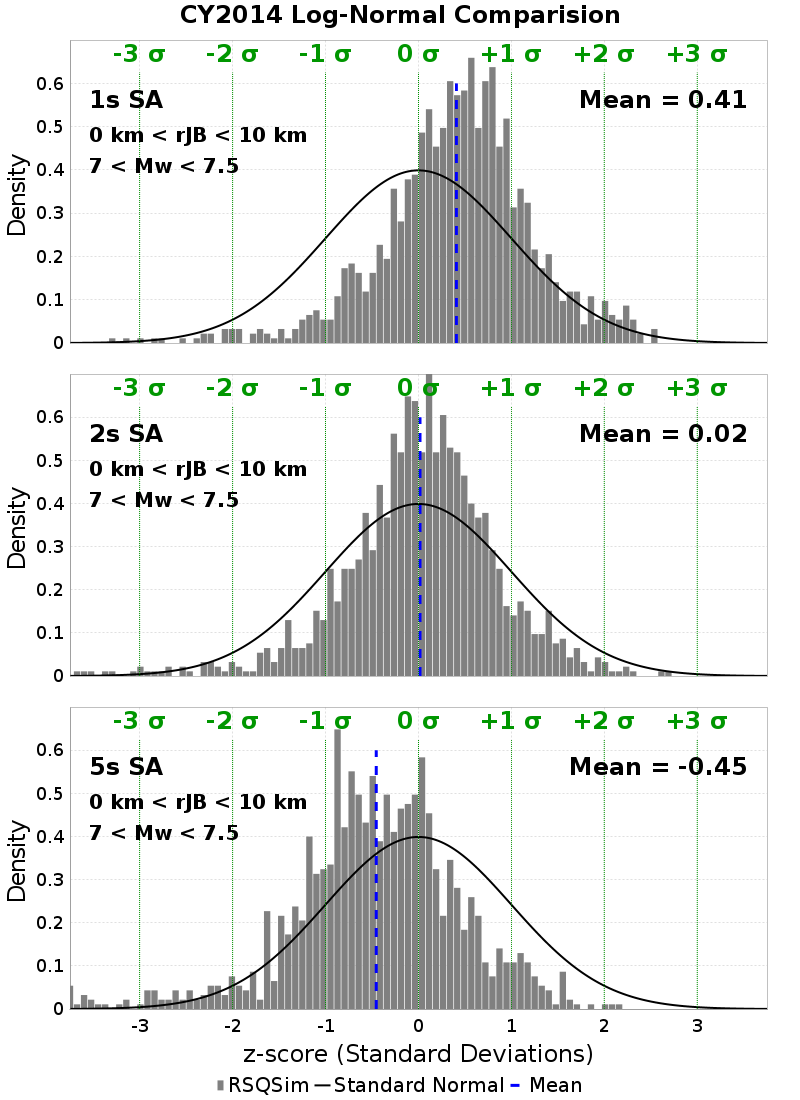 CY2014 Log-Normal Comparision
-3 σ -2 σ -1 σ 0 σ +1 σ +2 σ +3 σ
1s SA Mean = 0.41
0 km < rJB < 10 km
7 < Mw < 7.5
Density
0.6
0.5
0.4
0.3
0.2
0.1
0
-3 σ -2 σ -1 σ 0 σ +1 σ +2 σ +3 σ
2s SA Mean = 0.02
0 km < rJB < 10 km
7 < Mw < 7.5
Density
0.6
0.5
0.4
0.3
0.2
0.1
0
-3 σ -2 σ -1 σ 0 σ +1 σ +2 σ +3 σ
5s SA Mean = -0.45
0 km < rJB < 10 km
7 < Mw < 7.5
Density
0.6
0.5
0.4
0.3
0.2
0.1
0
-3 -2 -1 0 1 2 3
z-score (Standard Deviations)
RSQSim Standard Normal Mean